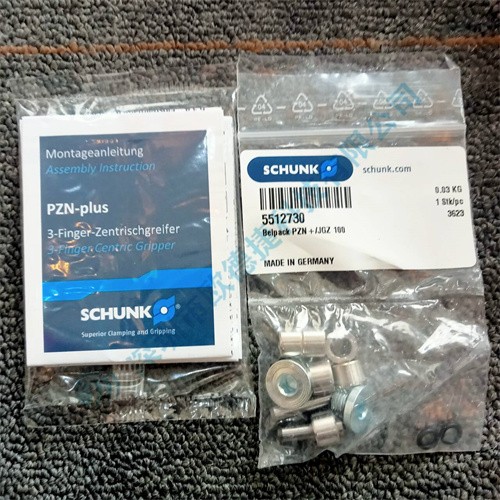 Montageanleitung
Assembly Instruction
PZN-plus
3-Finger-Zentrischgreifer
3-Finger Centric Gripper
SCHUNK
Superior Clamping and Gripping
SCHUNK
schunk.com
0.03 KG
5512730
1 Stk/pc
Beipack PZN +/JGZ 100
3623
MADE IN GERMANY